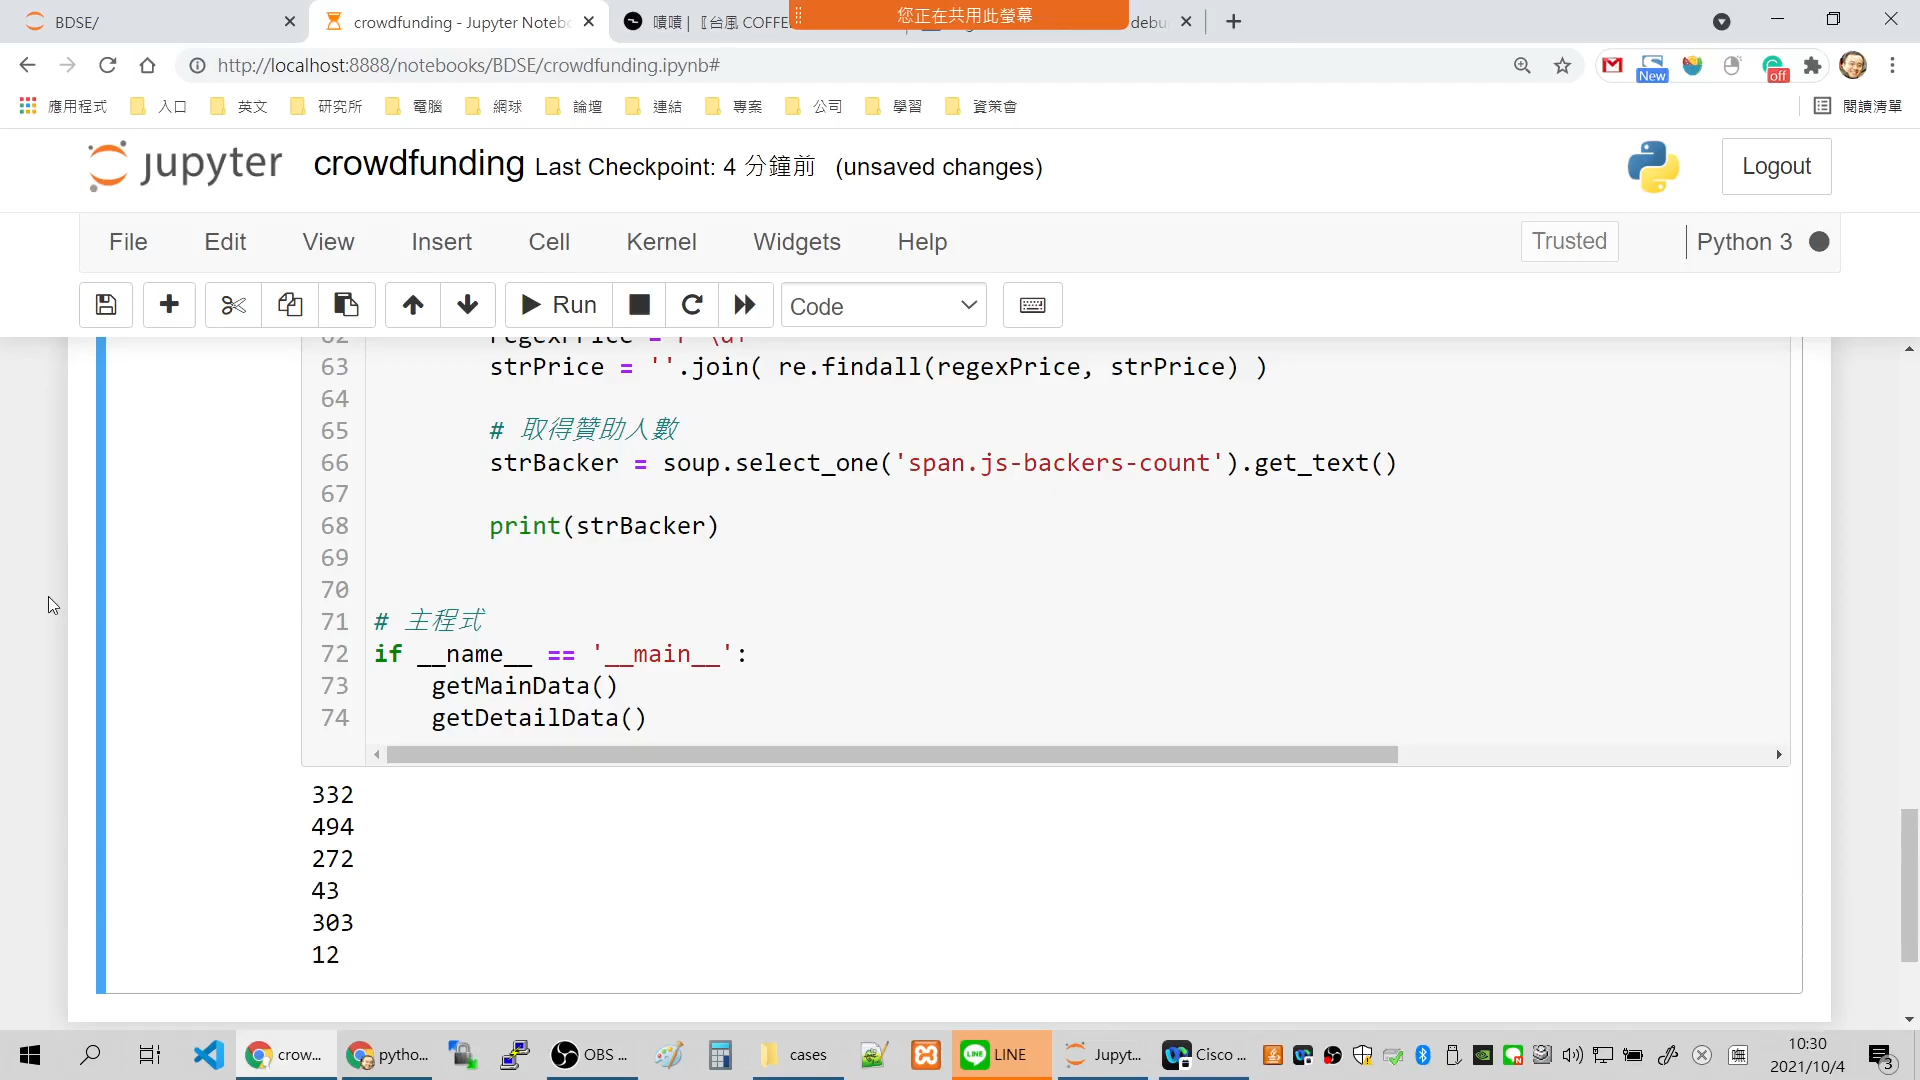 BDSE/
crowdfunding - Jupyter Notebo
嘖嘖 | 〖台風 COFFE
您正在共用此螢幕
debu
http://localhost:8888/notebooks/BDSE/crowdfunding.ipynb#
New
off
應用程式
入口
英文
研究所
電腦
網球
論壇
連結
專案
公司
學習
資策會
閱讀清單
jupyter crowdfunding Last Checkpoint: 4 分鐘前 (unsaved changes)
Logout
File Edit View Insert Cell Kernel Widgets Help
Trusted
Python 3
Run
Code
63 strPrice = ''.join( re.findall(regexPrice, strPrice) )
64
65 # 取得贊助人數
66 strBacker = soup.select_one('span.js-backers-count').get_text()
67
68 print(strBacker)
69
70
71 # 主程式
72 if __name__ == '__main__':
73 getMainData()
74 getDetailData()
332
494
272
43
303
12
crow...
pytho...
OBS ...
cases
LINE
LINE
Jupyt...
Cisco ...
10:30
2021/10/4
3